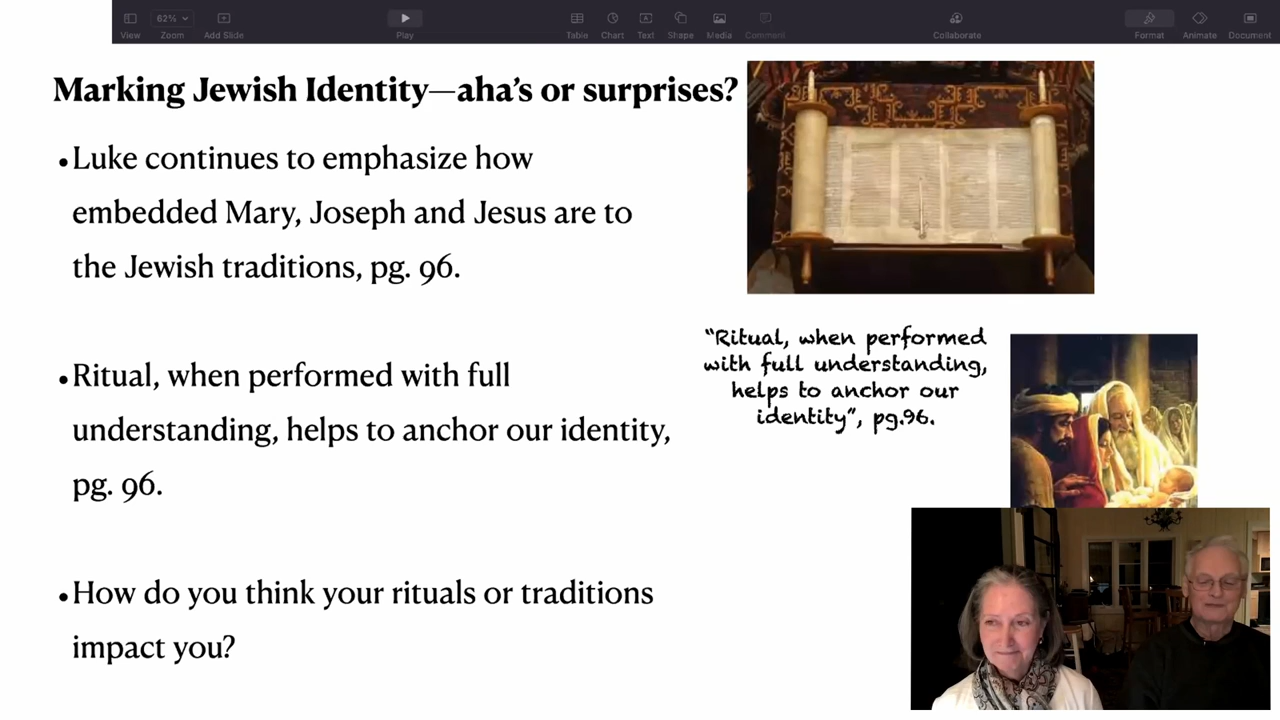 62%
View
Zoom
Add Slide
Play
Table
Chart
Text
Shape
Media
Comment
Collaborate
Format
Animate
Document
Marking Jewish Identity—aha’s or surprises?
•Luke continues to emphasize how
embedded Mary, Joseph and Jesus are to
the Jewish traditions, pg. 96.
•Ritual, when performed with full
understanding, helps to anchor our identity,
pg. 96.
•How do you think your rituals or traditions
impact you?
“Ritual, when performed
with full understanding,
helps to anchor our
identity”, pg.96.